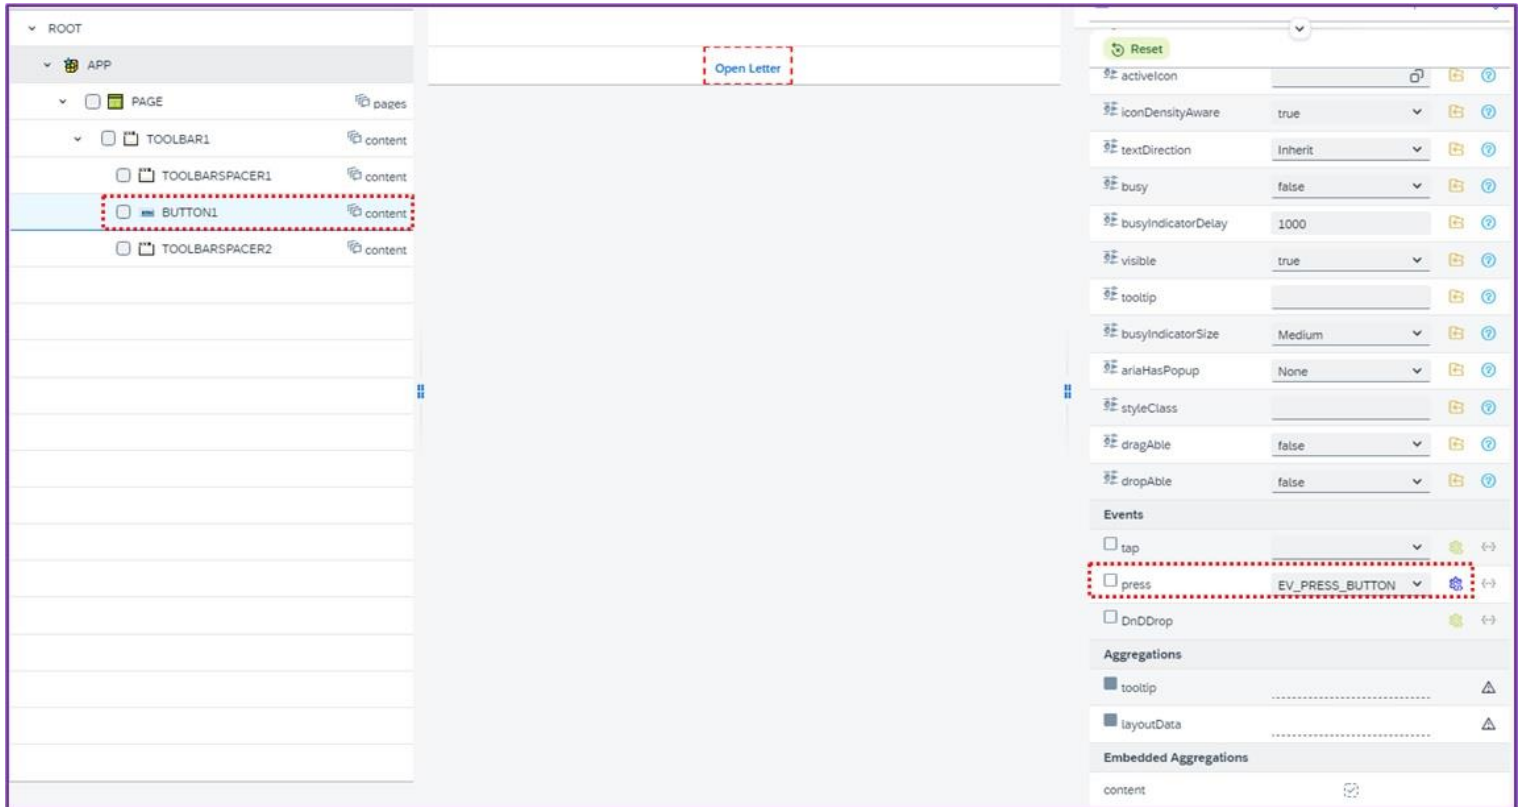 ROOT
APP
PAGE pages
TOOLBAR1 content
TOOLBARSPACER1 content
BUTTON1 content
TOOLBARSPACER2 content
Open Letter
Reset
activeIcon
iconDensityAware true
textDirection Inherit
busy false
busyIndicatorDelay 1000
visible true
tooltip
busyIndicatorSize Medium
ariaHasPopup None
styleClass
dragAble false
dropAble false
Events
tap
press EV_PRESS_BUTTON
DnDDrop
Aggregations
tooltip
layoutData
Embedded Aggregations
content